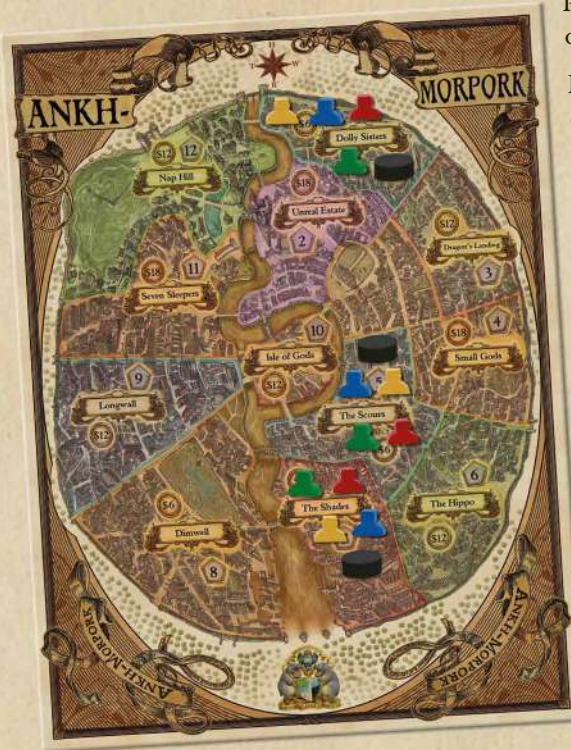 H
T W
R
ANKH-
MORPORK
$6
Dolly Sisters
$12 12
Nap Hill
$18
Unreal Estate
2
$12
Dragon's Landing
3
$18 11
Seven Sleepers
10
Isle of Gods
$12
$18 4
Small Gods
9
Longwall
$12
The Scours
$6
6
The Hippo
$12
The Shades
$6
Dimwell
8
ANKH-MORPORK
ANKH-MORPORK